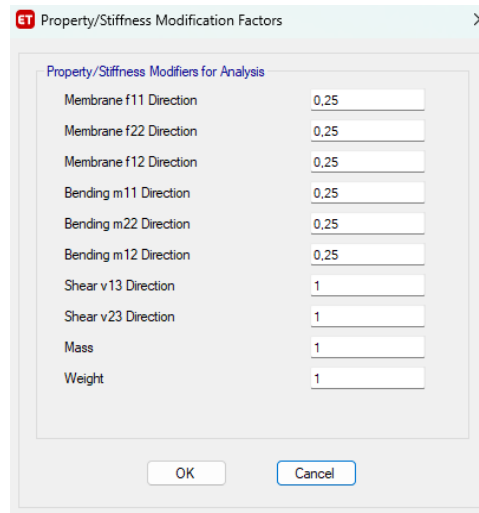 ET Property/Stiffness Modification Factors
Property/Stiffness Modifiers for Analysis
Membrane f11 Direction 0,25
Membrane f22 Direction 0,25
Membrane f12 Direction 0,25
Bending m11 Direction 0,25
Bending m22 Direction 0,25
Bending m12 Direction 0,25
Shear v13 Direction 1
Shear v23 Direction 1
Mass 1
Weight 1
OK Cancel